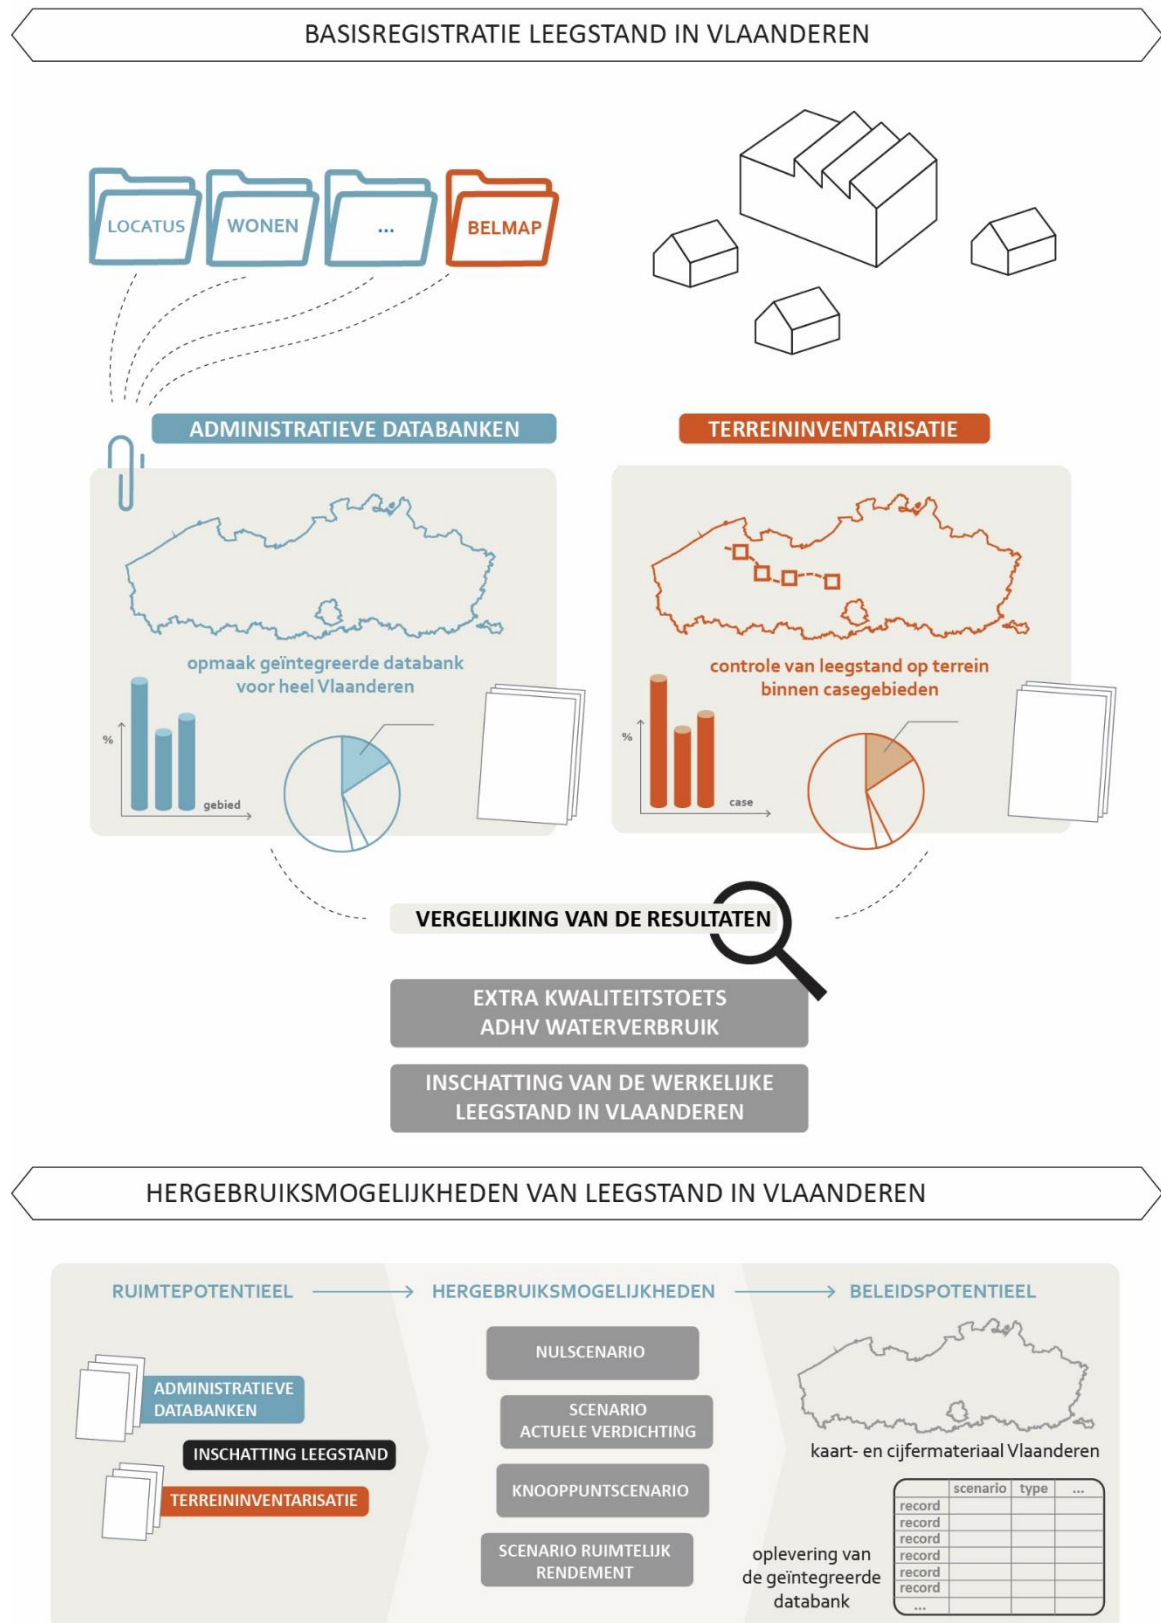 BASISREGISTRATIE LEEGSTAND IN VLAANDEREN
LOCATUS
WONEN
...
BELMAP
ADMINISTRATIEVE DATABANKEN
opmaak geïntegreerde databank
voor heel Vlaanderen
%
gebied
TERREININVENTARISATIE
controle van leegstand op terrein
binnen casegebieden
%
case
VERGELIJKING VAN DE RESULTATEN
EXTRA KWALITEITSTOETS
ADHV WATERVERBRUIK
INSCHATTING VAN DE WERKELIJKE
LEEGSTAND IN VLAANDEREN
HERGEBRUIKSMOGELIJKHEDEN VAN LEEGSTAND IN VLAANDEREN
RUIMTEPOTENTIEEL
ADMINISTRATIEVE
DATABANKEN
INSCHATTING LEEGSTAND
TERREININVENTARISATIE
HERGEBRUIKSMOGELIJKHEDEN
NULSCENARIO
SCENARIO
ACTUELE VERDICHTING
KNOOPPUNTSCENARIO
SCENARIO RUIMTELIJK
RENDEMENT
BELEIDSPOTENTIEEL
kaart- en cijfermateriaal Vlaanderen
oplevering van
de geïntegreerde
databank
scenario type ...
record
record
record
record
record
record
...